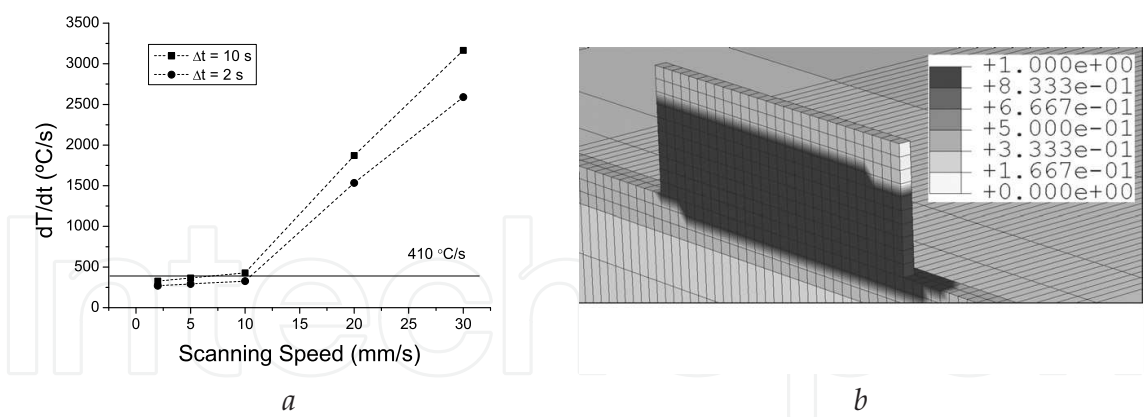 3500
3000
2500
2000
1500
1000
500
0
dT/dt (ºC/s)
Δt = 10 s
Δt = 2 s
410 °C/s
0 5 10 15 20 25 30
Scanning Speed (mm/s)
a
+1.000e+00
+8.333e-01
+6.667e-01
+5.000e-01
+3.333e-01
+1.667e-01
+0.000e+00
b